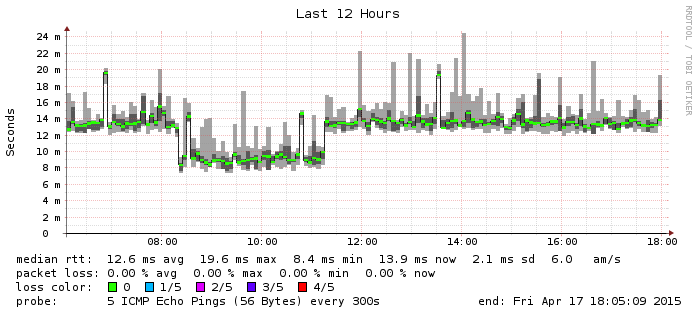 Last 12 Hours
RRDTOOL / TOBI OETIKER
Seconds
24 m
22 m
20 m
18 m
16 m
14 m
12 m
10 m
8 m
6 m
4 m
2 m
0
08:00 10:00 12:00 14:00 16:00 18:00
median rtt: 12.6 ms avg 19.6 ms max 8.4 ms min 13.9 ms now 2.1 ms sd 6.0 am/s
packet loss: 0.00 % avg 0.00 % max 0.00 % min 0.00 % now
loss color: 0 1/5 2/5 3/5 4/5
probe: 5 ICMP Echo Pings (56 Bytes) every 300s end: Fri Apr 17 18:05:09 2015